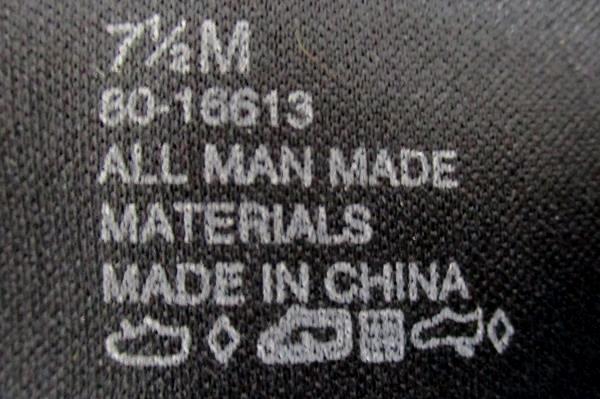 7½M
60-16613
ALL MAN MADE
MATERIALS
MADE IN CHINA